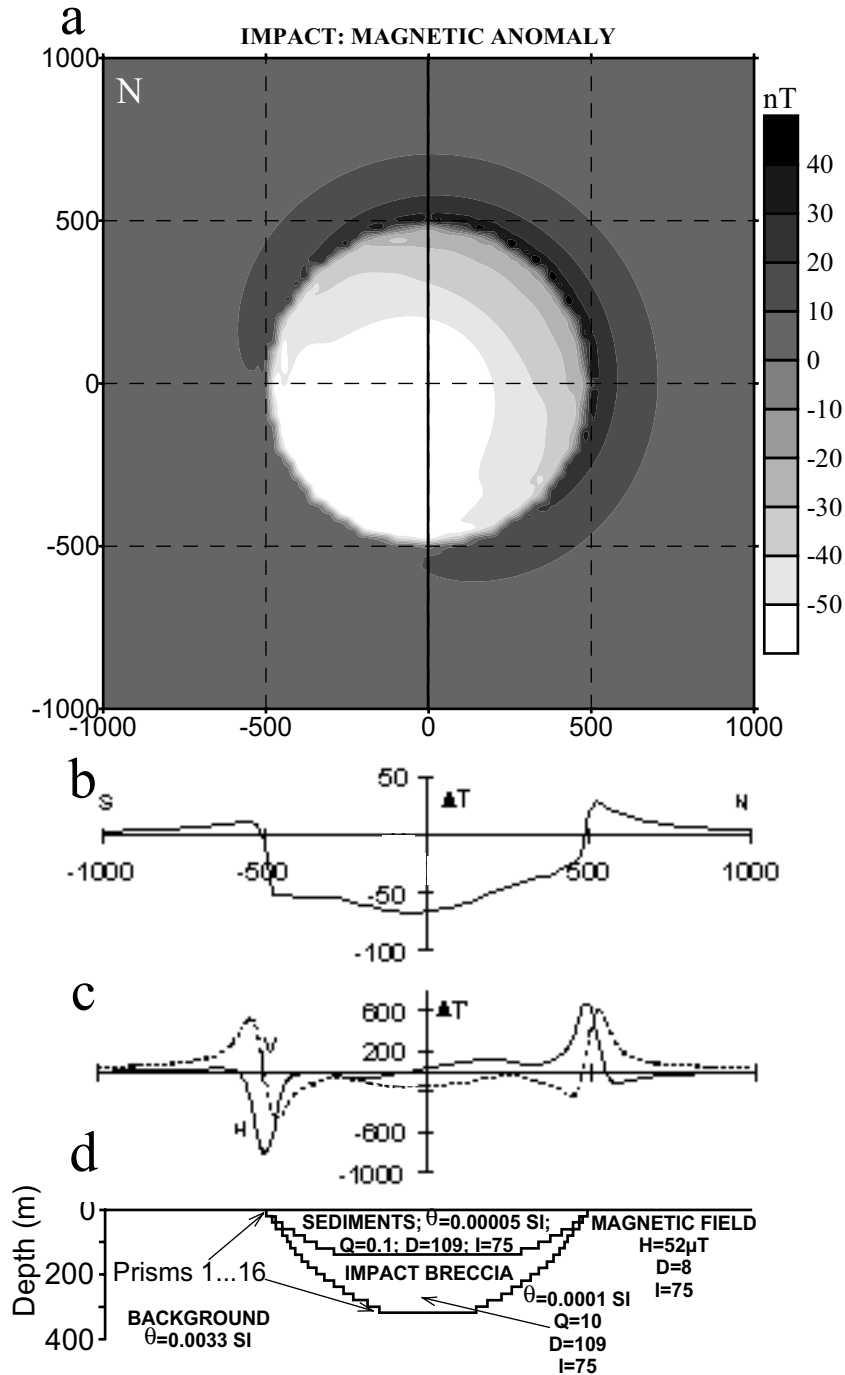 a
IMPACT: MAGNETIC ANOMALY
N
nT
1000
500
0
-500
-1000
-1000
-500
0
500
1000
40
30
20
10
0
-10
-20
-30
-40
-50
b
S
N
ΔT
50
-50
-100
-1000
-500
500
1000
c
ΔT
600
200
-600
-1000
V
H
d
Depth (m)
0
200
400
SEDIMENTS; θ=0.00005 SI;
Q=0.1; D=109; I=75
IMPACT BRECCIA
Prisms 1...16
BACKGROUND
θ=0.0033 SI
θ=0.0001 SI
Q=10
D=109
I=75
MAGNETIC FIELD
H=52µT
D=8
I=75